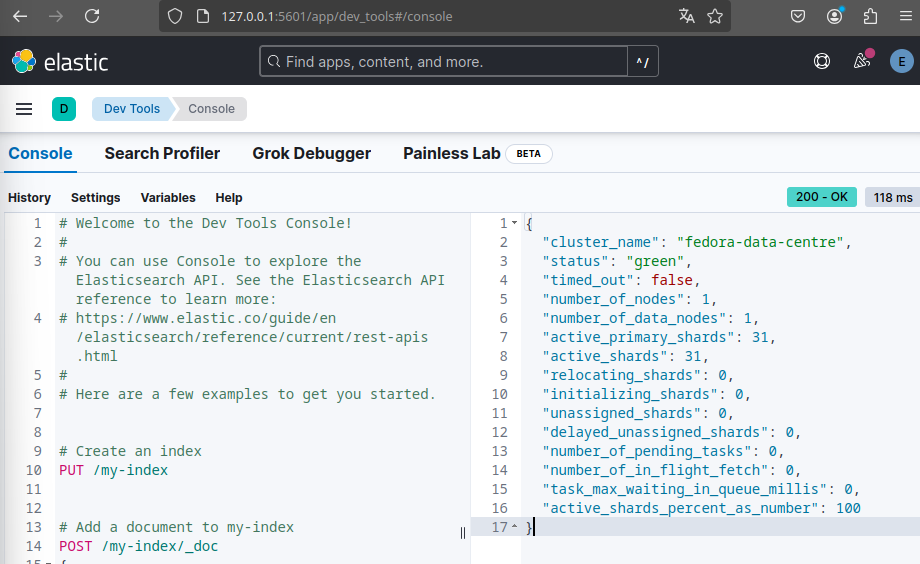 127.0.0.1:5601/app/dev_tools#/console
elastic
Find apps, content, and more.
^/
E
D
Dev Tools
Console
Console
Search Profiler
Grok Debugger
Painless Lab
BETA
History
Settings
Variables
Help
200 - OK
118 ms
1 # Welcome to the Dev Tools Console!
2 #
3 # You can use Console to explore the
Elasticsearch API. See the Elasticsearch API
reference to learn more:
4 # https://www.elastic.co/guide/en
/elasticsearch/reference/current/rest-apis
.html
5 #
6 # Here are a few examples to get you started.
7
8
9 # Create an index
10 PUT /my-index
11
12
13 # Add a document to my-index
14 POST /my-index/_doc
15 {
1 {
2 "cluster_name": "fedora-data-centre",
3 "status": "green",
4 "timed_out": false,
5 "number_of_nodes": 1,
6 "number_of_data_nodes": 1,
7 "active_primary_shards": 31,
8 "active_shards": 31,
9 "relocating_shards": 0,
10 "initializing_shards": 0,
11 "unassigned_shards": 0,
12 "delayed_unassigned_shards": 0,
13 "number_of_pending_tasks": 0,
14 "number_of_in_flight_fetch": 0,
15 "task_max_waiting_in_queue_millis": 0,
16 "active_shards_percent_as_number": 100
17 }